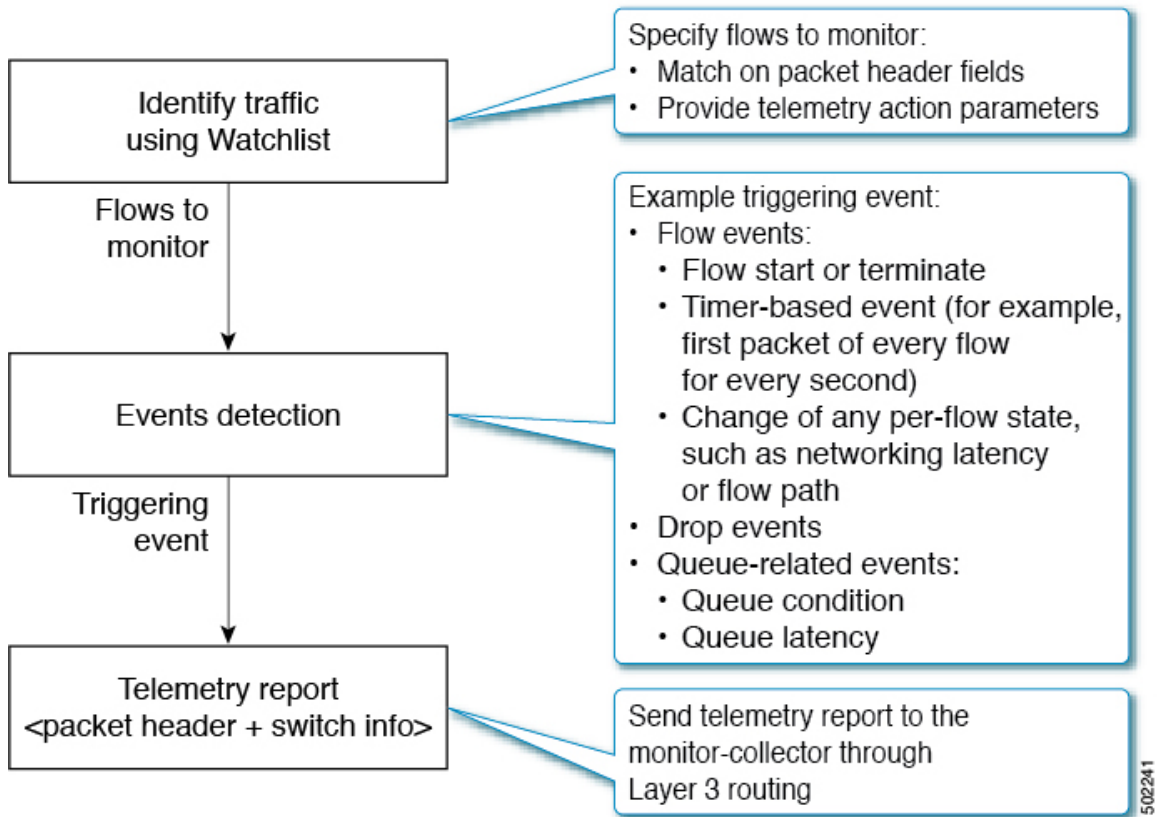 Identify traffic
using Watchlist
Specify flows to monitor:
• Match on packet header fields
• Provide telemetry action parameters
Flows to
monitor
Events detection
Example triggering event:
• Flow events:
• Flow start or terminate
• Timer-based event (for example,
first packet of every flow
for every second)
• Change of any per-flow state,
such as networking latency
or flow path
• Drop events
• Queue-related events:
• Queue condition
• Queue latency
Triggering
event
Telemetry report
<packet header + switch info>
Send telemetry report to the
monitor-collector through
Layer 3 routing
502241